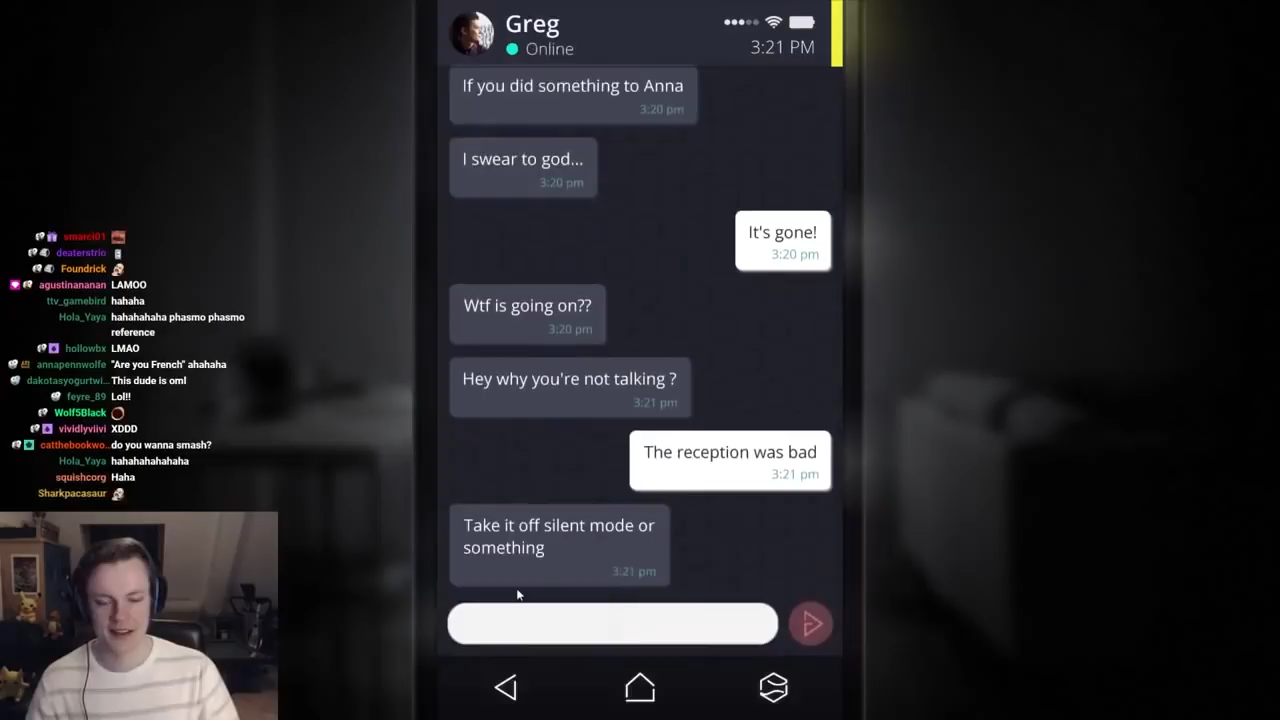 Greg
Online
3:21 PM
If you did something to Anna
3:20 pm
I swear to god...
3:20 pm
It's gone!
3:20 pm
Wtf is going on??
3:20 pm
Hey why you're not talking ?
3:21 pm
The reception was bad
3:21 pm
Take it off silent mode or
something
3:21 pm
smarci01
deaterstrio
Foundrick
agustinananan LAMOO
ttv_gamebird hahaha
Hola_Yaya hahahahaha phasmo phasmo
reference
hollowbx LMAO
annapennwolfe "Are you French" ahahaha
dakotasyogurtwi... This dude is oml
feyre_89 Lol!!
Wolf5Black
vividlyviivi XDDD
catthebookwo... do you wanna smash?
Hola_Yaya hahahahahahaha
squishcorg Haha
Sharkpacasaur